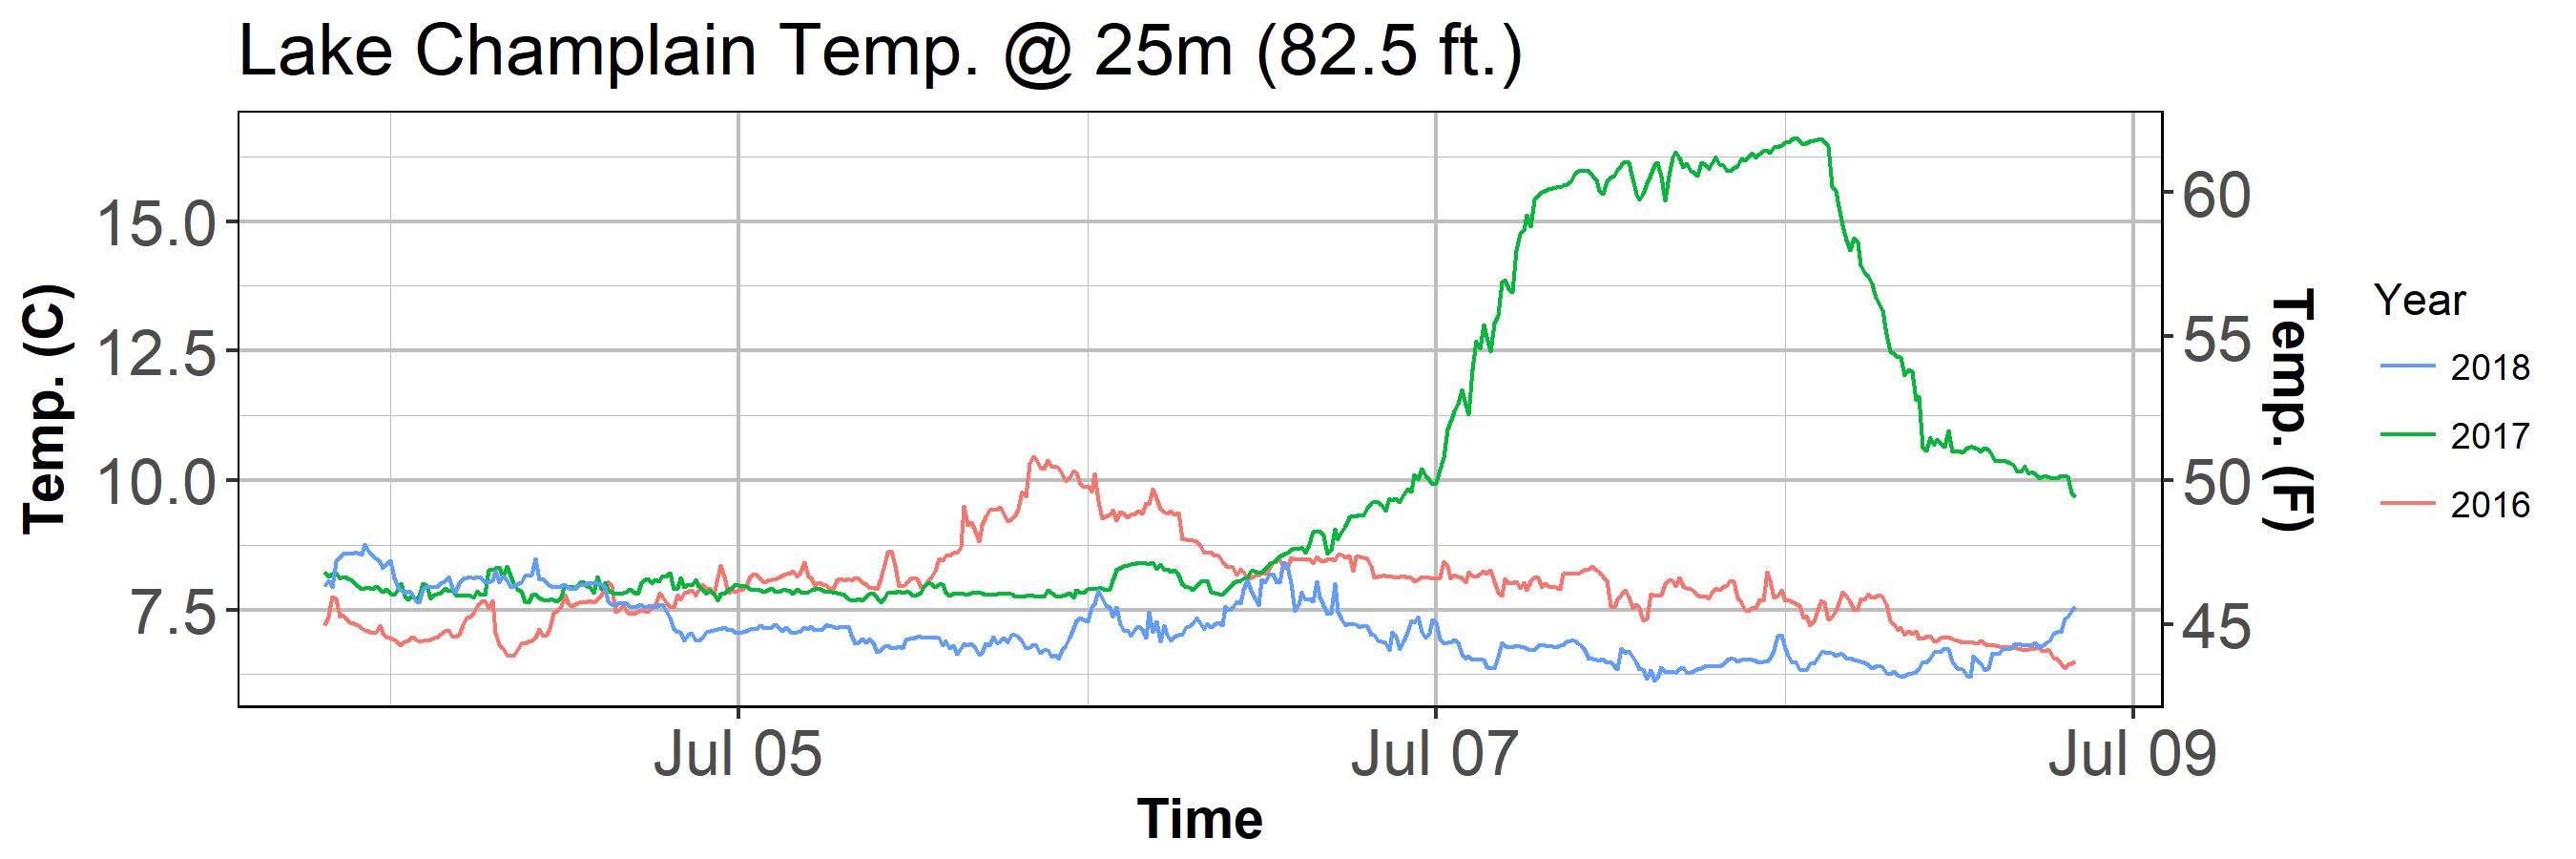 Lake Champlain Temp. @ 25m (82.5 ft.)
Temp. (C)
15.0
12.5
10.0
7.5
60
55
50
45
Temp. (F)
Jul 05
Jul 07
Jul 09
Time
Year
2018
2017
2016